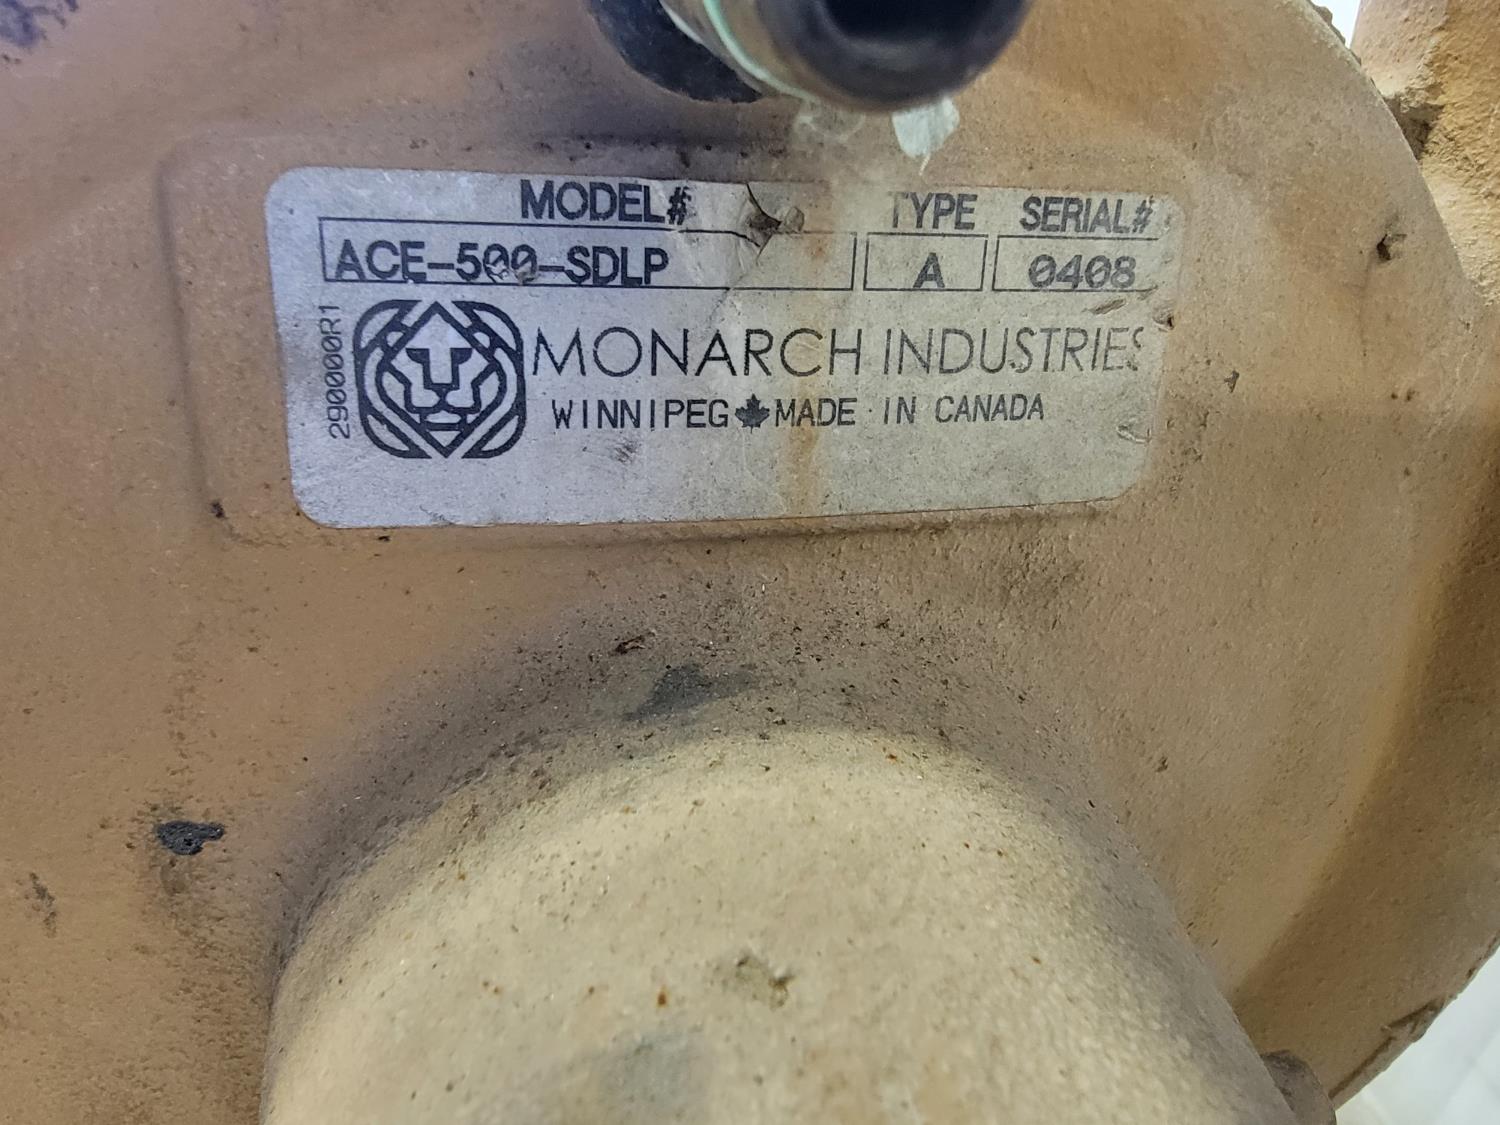 MODEL# TYPE SERIAL#
ACE-500-SDLP A 0408
290000R1
MONARCH INDUSTRIES
WINNIPEG MADE IN CANADA